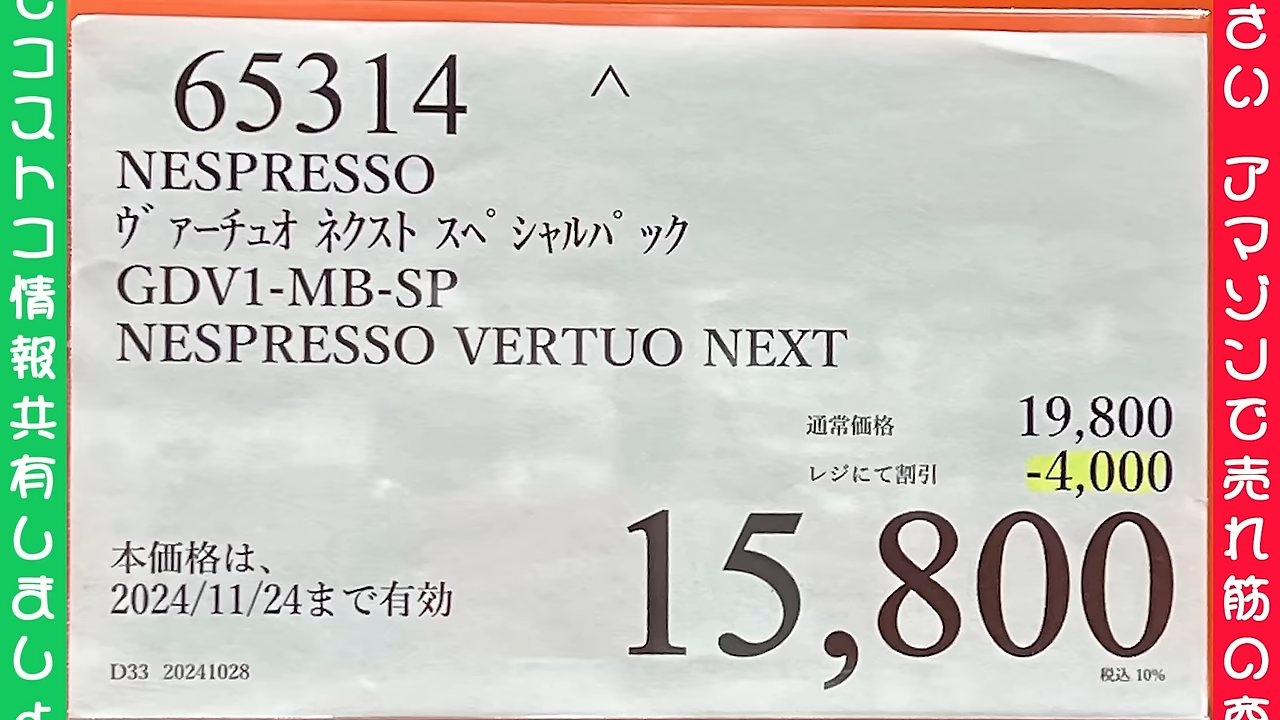 コストコ情報共有しまし
65314 ^
NESPRESSO
ヴァーチュオ ネクスト スペシャルパック
GDV1-MB-SP
NESPRESSO VERTUO NEXT
通常価格 19,800
レジにて割引 -4,000
15,800
本価格は、
2024/11/24まで有効
D33 20241028
税込 10%
さい アマゾンで売れ筋の